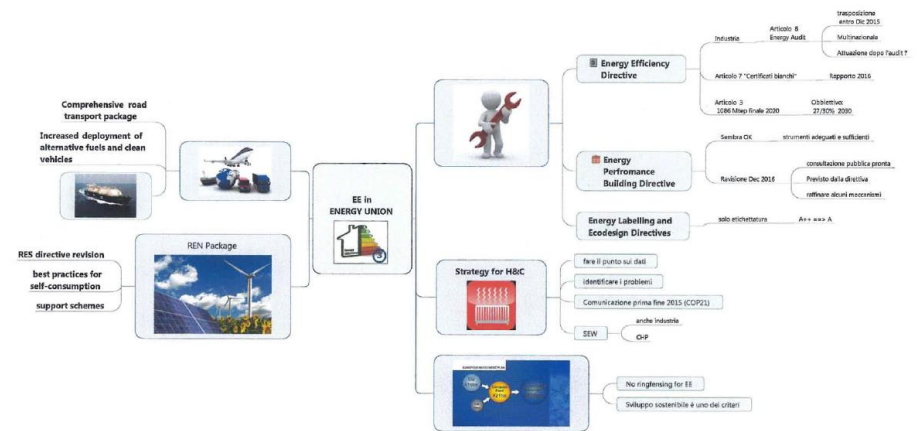 Comprehensive road
transport package
Increased deployment of
alternative fuels and clean
vehicles
REN Package
RES directive revision
best practices for
self-consumption
support schemes
EE in
ENERGY UNION
3
Energy Efficiency
Directive
Industria
Articolo 8
Energy Audit
trasposizione
entro Dic 2015
Multinazionale
Attuazione dopo l'audit ?
Articolo 7 "Certificati bianchi"
Rapporto 2016
Articolo 3
1086 Mtep finale 2020
Obbiettivo:
27/30% 2030
Energy
Perfromance
Building Directive
Sembra OK
strumenti adeguati e sufficienti
Revisione Dec 2016
consultazione pubblica pronta
Previsto dalla direttiva
raffinare alcuni meccanismi
Energy Labelling and
Ecodesign Directives
solo etichettatura
A++ ==> A
Strategy for H&C
fare il punto sui dati
Identificare i problemi
Comunicazione prima fine 2015 (COP21)
SEW
anche industria
CHP
No ringfensing for EE
Sviluppo sostenibile è uno dei criteri